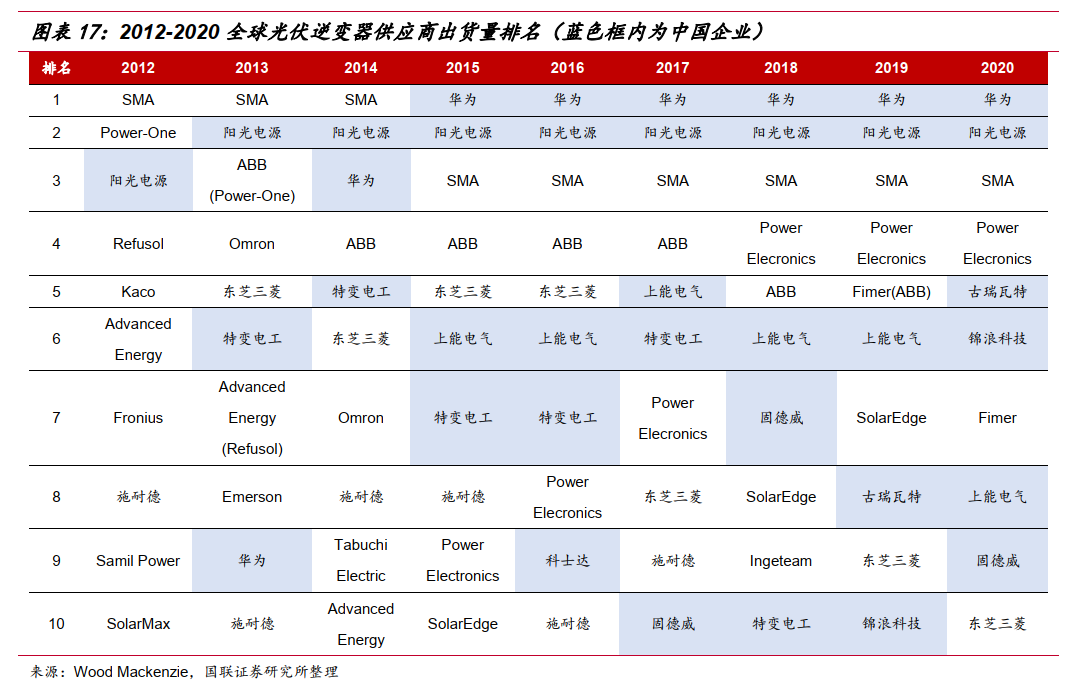 图表 17：2012-2020 全球光伏逆变器供应商出货量排名（蓝色框内为中国企业）
排名 2012 2013 2014 2015 2016 2017 2018 2019 2020
1 SMA SMA SMA 华为 华为 华为 华为 华为 华为
2 Power-One 阳光电源 阳光电源 阳光电源 阳光电源 阳光电源 阳光电源 阳光电源 阳光电源
3 阳光电源 ABB (Power-One) 华为 SMA SMA SMA SMA SMA SMA
4 Refusol Omron ABB ABB ABB ABB Power Elecronics Power Elecronics Power Elecronics
5 Kaco 东芝三菱 特变电工 东芝三菱 东芝三菱 上能电气 ABB Fimer(ABB) 古瑞瓦特
6 Advanced Energy 特变电工 东芝三菱 上能电气 上能电气 特变电工 上能电气 上能电气 锦浪科技
7 Fronius Advanced Energy (Refusol) Omron 特变电工 特变电工 Power Elecronics 固德威 SolarEdge Fimer
8 施耐德 Emerson 施耐德 施耐德 Power Elecronics 东芝三菱 SolarEdge 古瑞瓦特 上能电气
9 Samil Power 华为 Tabuchi Electric Power Electronics 科士达 施耐德 Ingeteam 东芝三菱 固德威
10 SolarMax 施耐德 Advanced Energy SolarEdge 施耐德 固德威 特变电工 锦浪科技 东芝三菱
来源：Wood Mackenzie，国联证券研究所整理